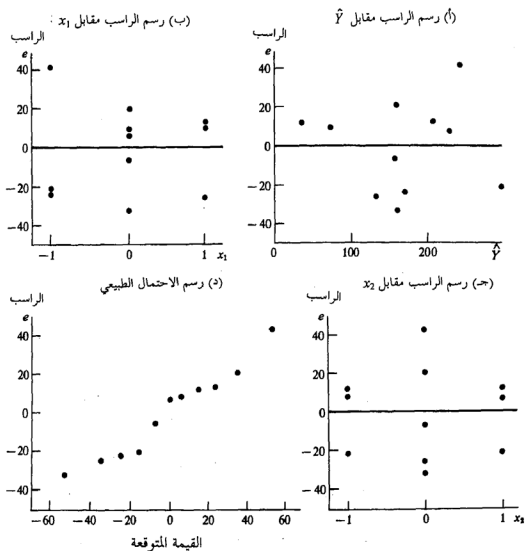 (أ) رسم الراسب مقابل Ŷ
الراسب
e
40
20
0
−20
−40
0 100 200 Ŷ
(ب) رسم الراسب مقابل x₁
الراسب
e
40
20
0
−20
−40
−1 0 1 x₁
(جـ) رسم الراسب مقابل x₂
الراسب
e
40
20
0
−20
−40
−1 0 1 x₂
(د) رسم الاحتمال الطبيعي
الراسب
e
40
20
0
−20
−40
−60 −40 −20 0 20 40 60
القيمة المتوقعة